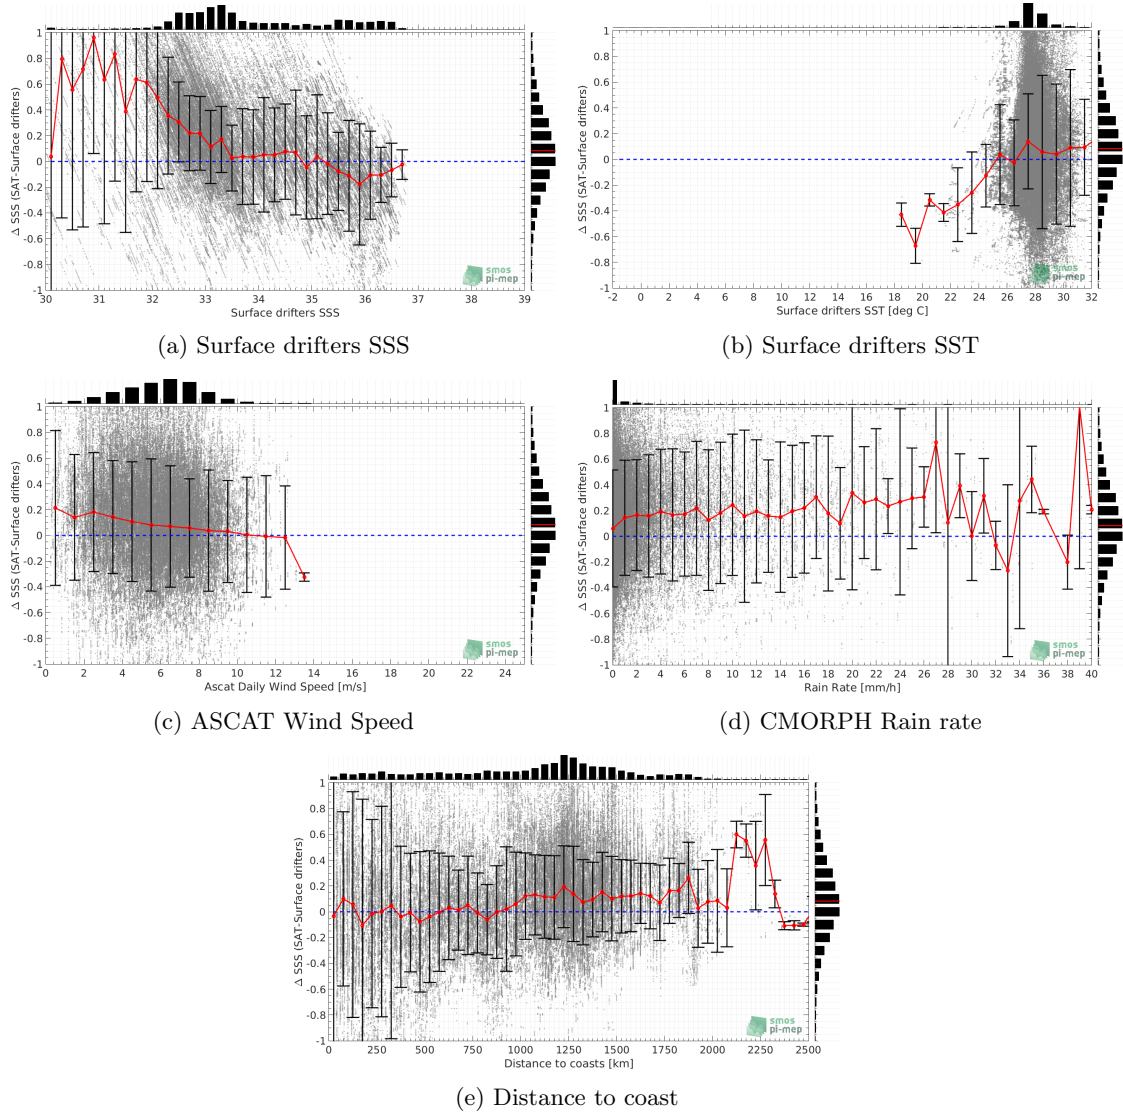 Δ SSS (SAT-Surface drifters)
1
0.8
0.6
0.4
0.2
0
-0.2
-0.4
-0.6
-0.8
-1
30 31 32 33 34 35 36 37 38 39
Surface drifters SSS
smos
pi-mep
(a) Surface drifters SSS
Δ SSS (SAT-Surface drifters)
1
0.8
0.6
0.4
0.2
0
-0.2
-0.4
-0.6
-0.8
-1
-2 0 2 4 6 8 10 12 14 16 18 20 22 24 26 28 30 32
Surface drifters SST [deg C]
smos
pi-mep
(b) Surface drifters SST
Δ SSS (SAT-Surface drifters)
1
0.8
0.6
0.4
0.2
0
-0.2
-0.4
-0.6
-0.8
-1
0 2 4 6 8 10 12 14 16 18 20 22 24
Ascat Daily Wind Speed [m/s]
smos
pi-mep
(c) ASCAT Wind Speed
Δ SSS (SAT-Surface drifters)
1
0.8
0.6
0.4
0.2
0
-0.2
-0.4
-0.6
-0.8
-1
0 2 4 6 8 10 12 14 16 18 20 22 24 26 28 30 32 34 36 38 40
Rain Rate [mm/h]
smos
pi-mep
(d) CMORPH Rain rate
Δ SSS (SAT-Surface drifters)
1
0.8
0.6
0.4
0.2
0
-0.2
-0.4
-0.6
-0.8
-1
0 250 500 750 1000 1250 1500 1750 2000 2250 2500
Distance to coasts [km]
smos
pi-mep
(e) Distance to coast